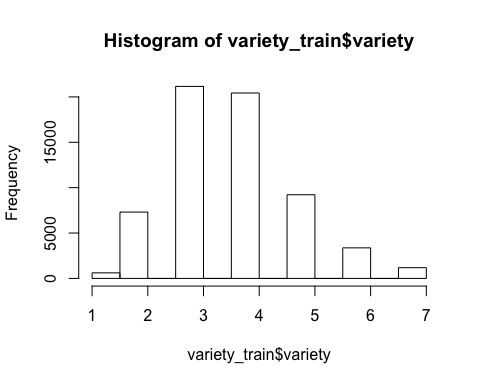 Histogram of variety_train$variety
Frequency
15000
5000
0
1 2 3 4 5 6 7
variety_train$variety